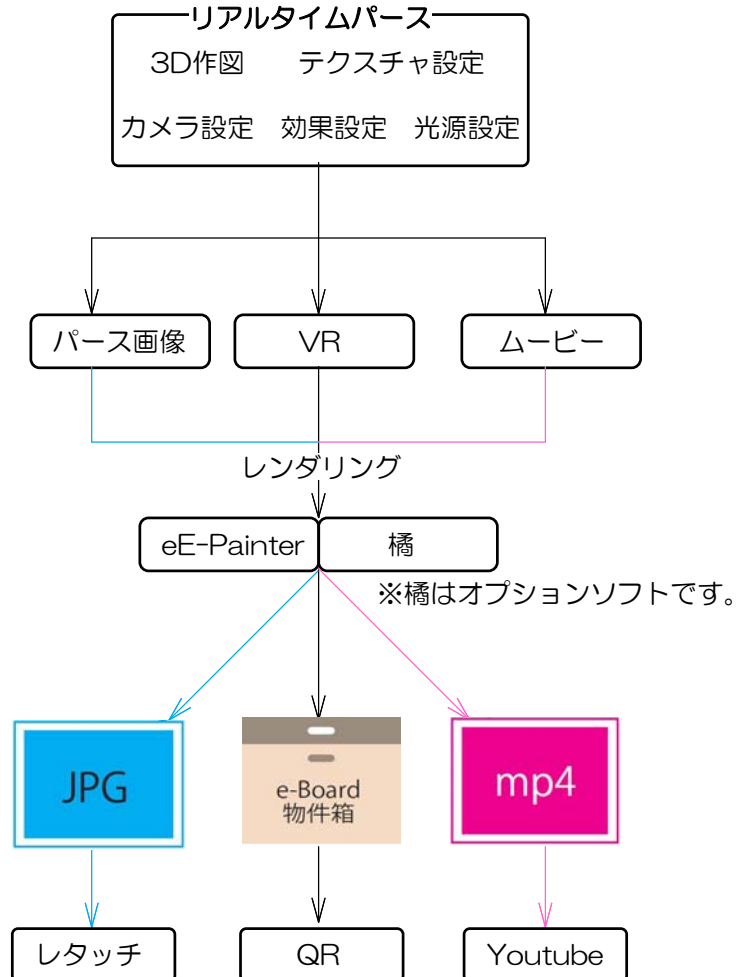 リアルタイムパース
3D作図 テクスチャ設定
カメラ設定 効果設定 光源設定
パース画像 VR ムービー
レンダリング
eE-Painter 橘
※橘はオプションソフトです。
JPG
e-Board
物件箱
mp4
レタッチ QR Youtube